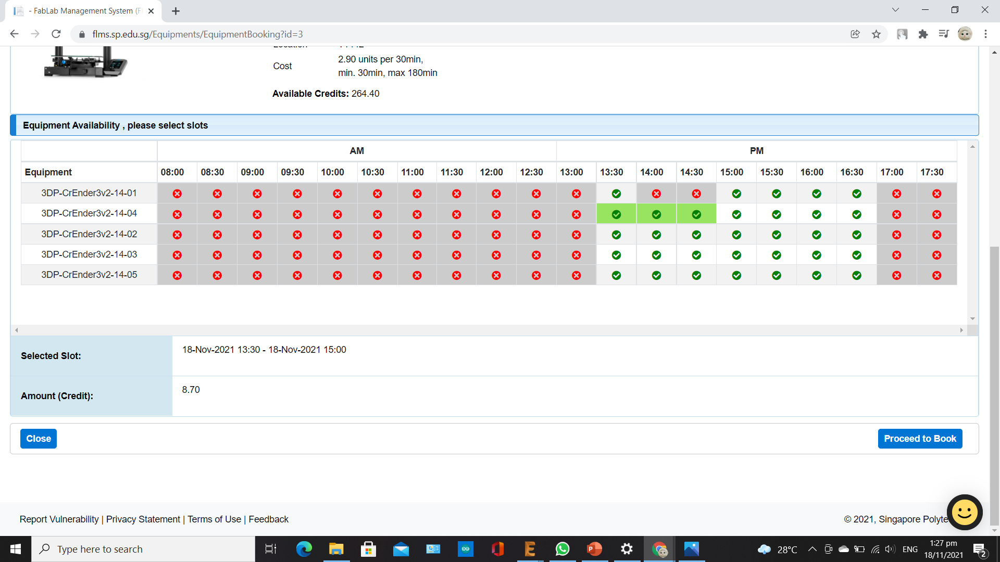 - FabLab Management System (F
flms.sp.edu.sg/Equipments/EquipmentBooking?id=3
Cost
2.90 units per 30min,
min. 30min, max 180min
Available Credits: 264.40
Equipment Availability , please select slots
AM PM
Equipment 08:00 08:30 09:00 09:30 10:00 10:30 11:00 11:30 12:00 12:30 13:00 13:30 14:00 14:30 15:00 15:30 16:00 16:30 17:00 17:30
3DP-CrEnder3v2-14-01
3DP-CrEnder3v2-14-04
3DP-CrEnder3v2-14-02
3DP-CrEnder3v2-14-03
3DP-CrEnder3v2-14-05
Selected Slot: 18-Nov-2021 13:30 - 18-Nov-2021 15:00
Amount (Credit): 8.70
Close Proceed to Book
Report Vulnerability | Privacy Statement | Terms of Use | Feedback
© 2021, Singapore Polyte
Type here to search
28°C
ENG
1:27 pm
18/11/2021
2